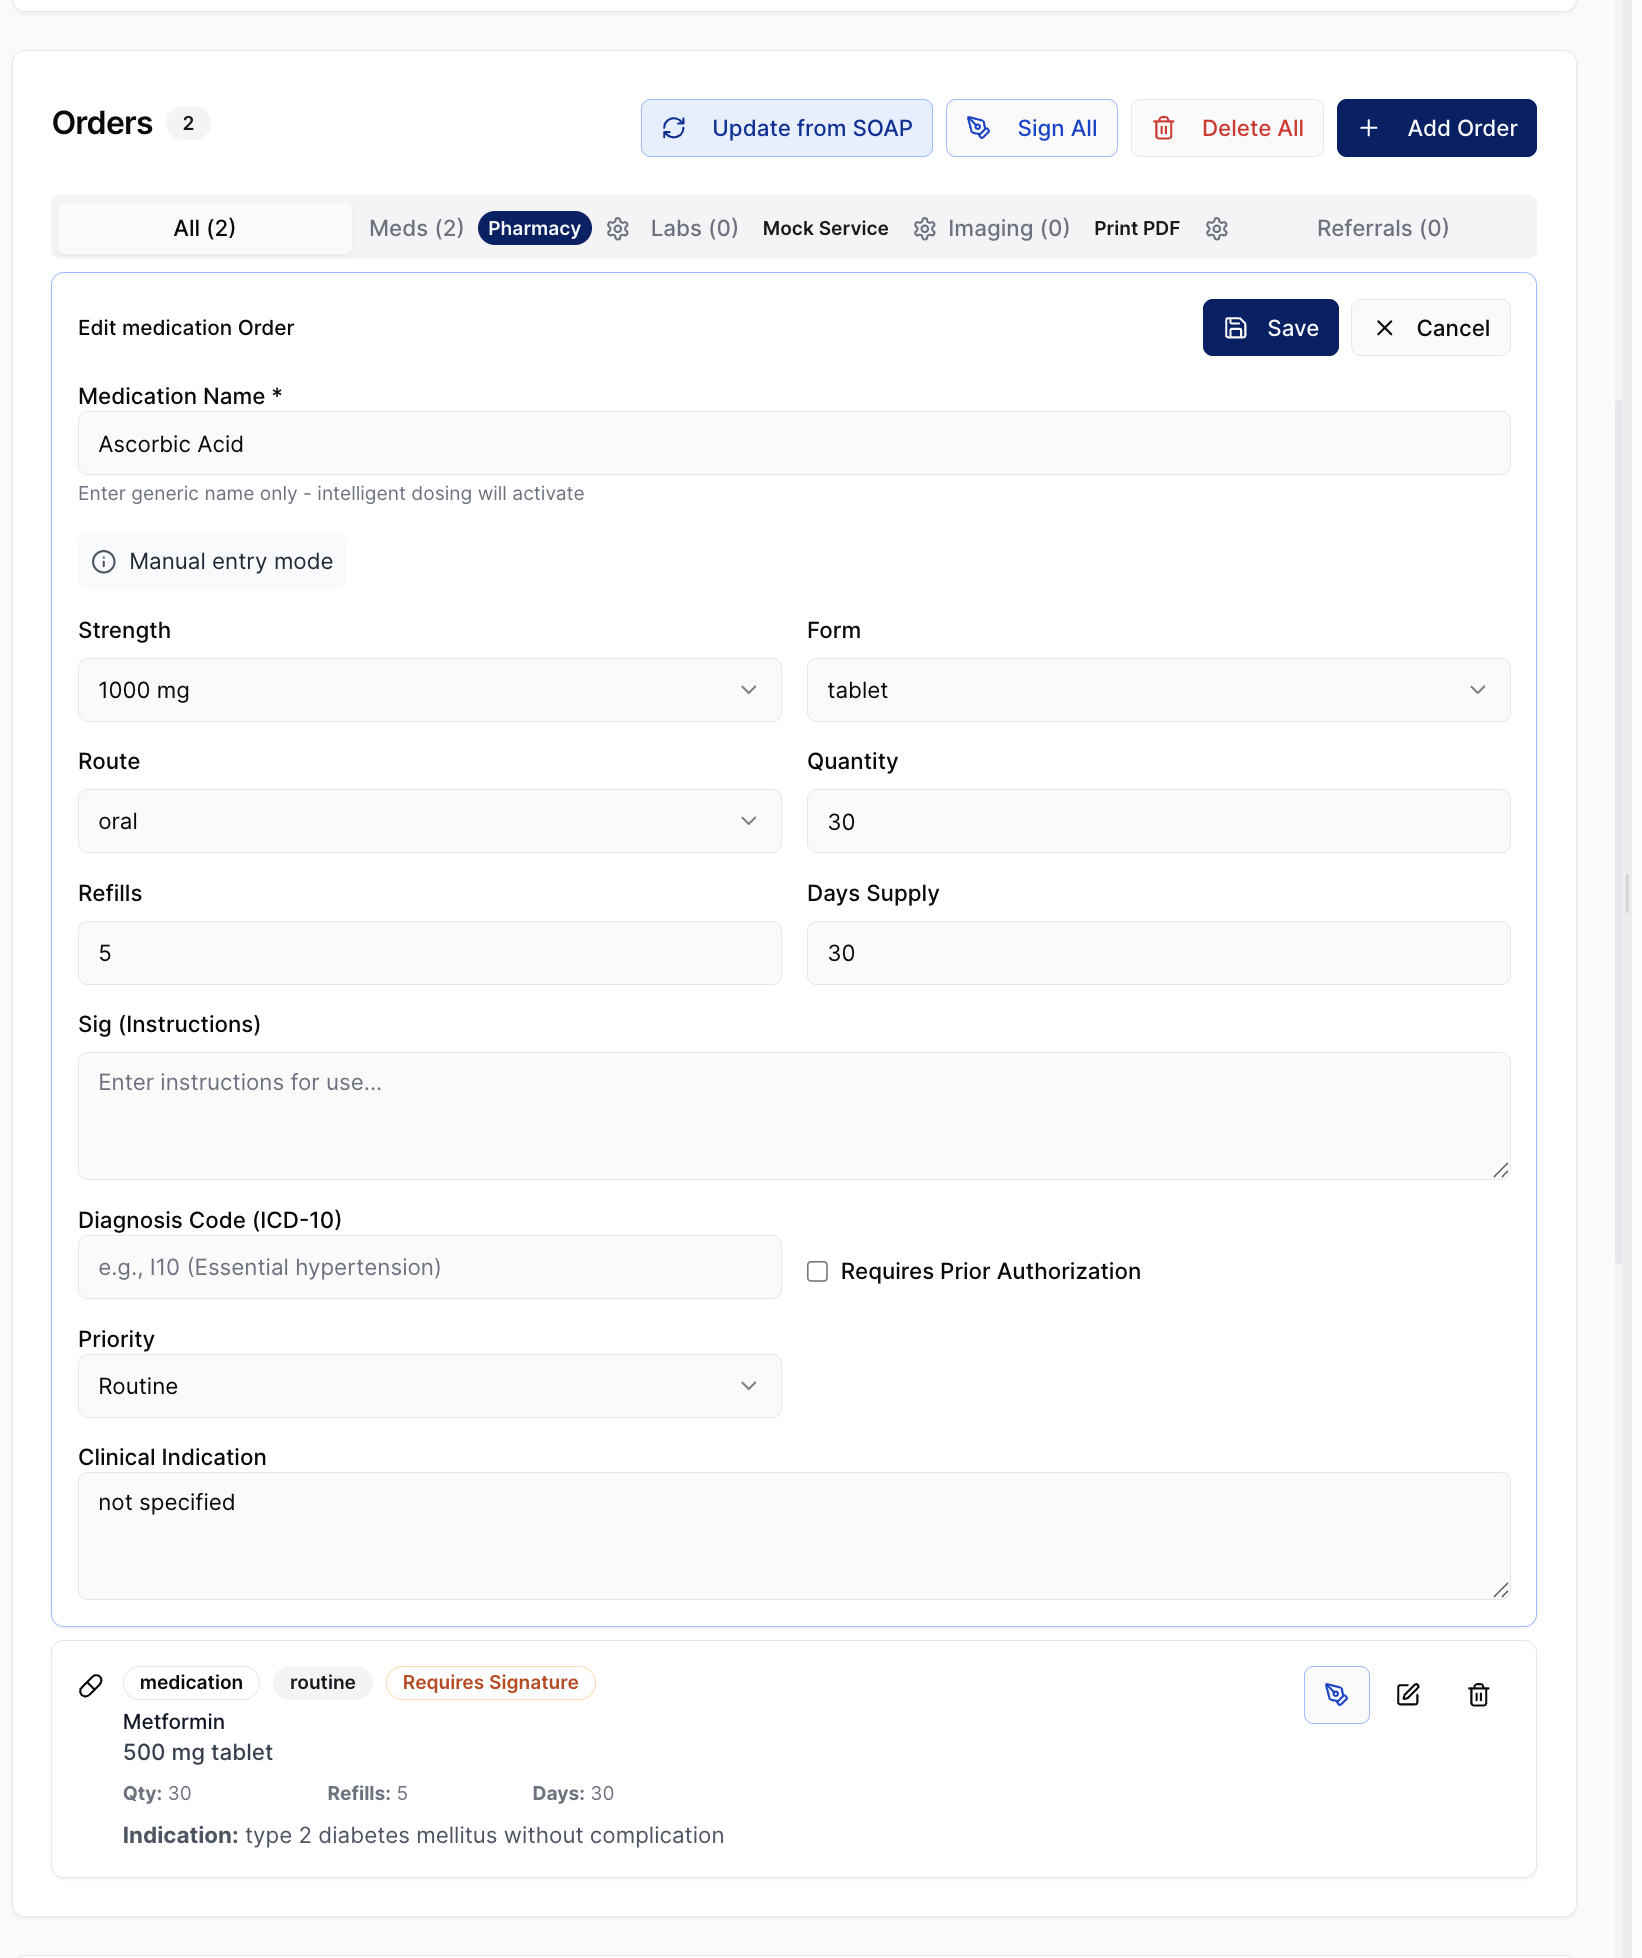 Orders 2
Update from SOAP Sign All Delete All Add Order
All (2) Meds (2) Pharmacy Labs (0) Mock Service Imaging (0) Print PDF Referrals (0)
Edit medication Order Save Cancel
Medication Name *
Ascorbic Acid
Enter generic name only - intelligent dosing will activate
Manual entry mode
Strength Form
1000 mg tablet
Route Quantity
oral 30
Refills Days Supply
5 30
Sig (Instructions)
Enter instructions for use...
Diagnosis Code (ICD-10)
e.g., I10 (Essential hypertension) Requires Prior Authorization
Priority
Routine
Clinical Indication
not specified
medication routine Requires Signature
Metformin
500 mg tablet
Qty: 30 Refills: 5 Days: 30
Indication: type 2 diabetes mellitus without complication